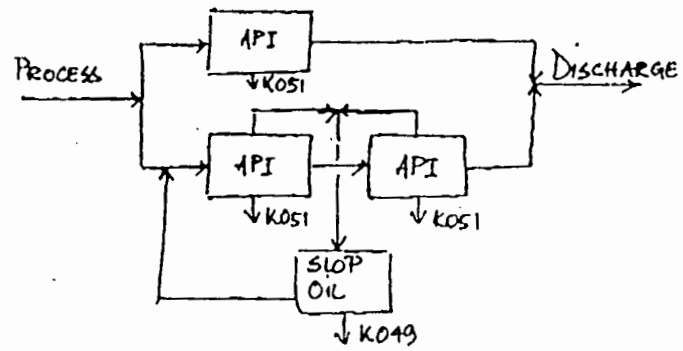 API
PROCESS
DISCHARGE
K051
API
API
K051
K051
SLOP
OIL
K049